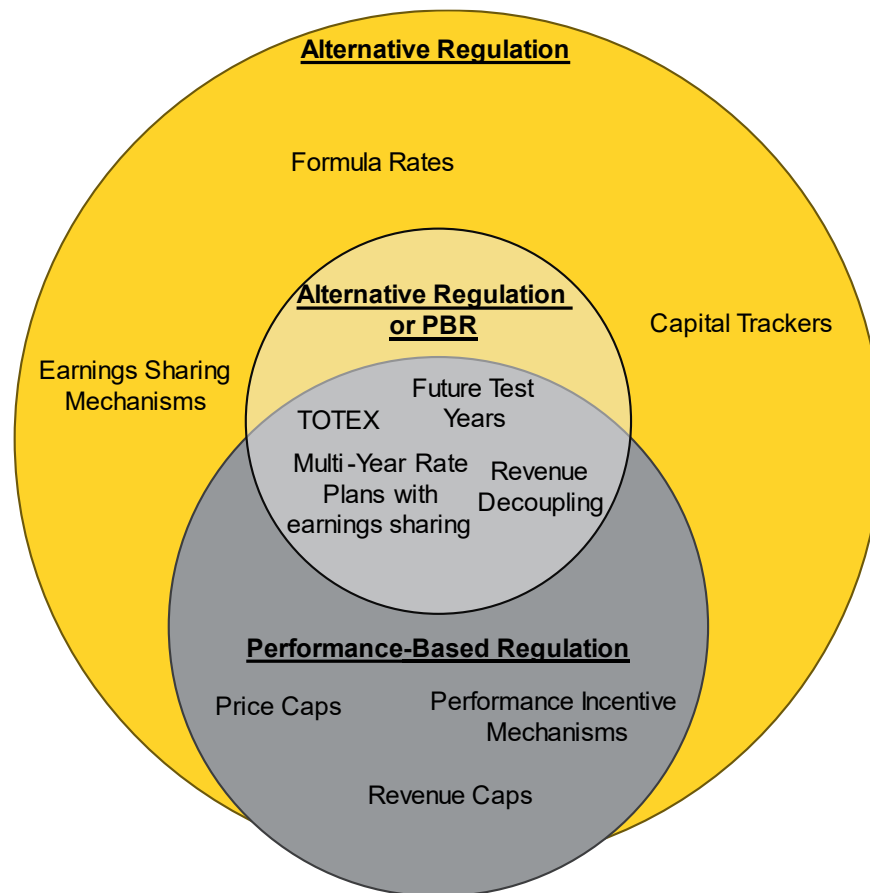 Alternative Regulation
Formula Rates
Alternative Regulation
or PBR
Capital Trackers
Earnings Sharing
Mechanisms
Future Test
Years
TOTEX
Multi-Year Rate
Plans with
earnings sharing
Revenue
Decoupling
Performance-Based Regulation
Price Caps
Performance Incentive
Mechanisms
Revenue Caps